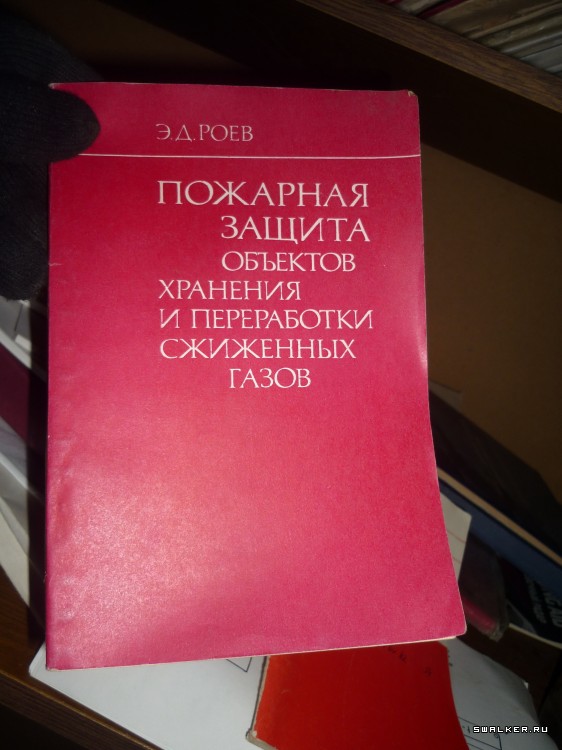 Э.Д.РОЕВ
ПОЖАРНАЯ
ЗАЩИТА
ОБЪЕКТОВ
ХРАНЕНИЯ
И ПЕРЕРАБОТКИ
СЖИЖЕННЫХ
ГАЗОВ
SWALKER.RU